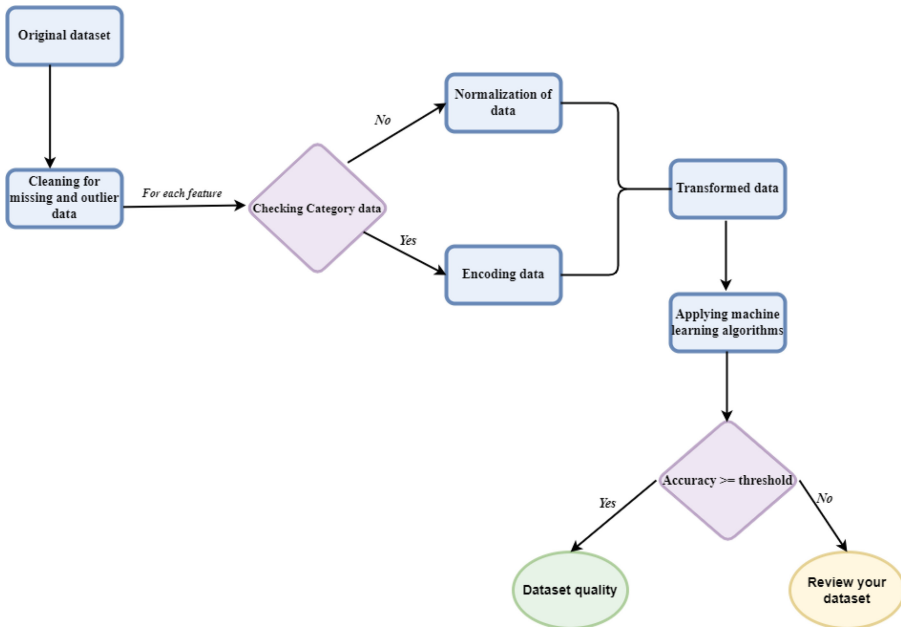 Original dataset
Cleaning for
missing and outlier
data
For each feature
Checking Category data
No
Yes
Normalization of
data
Encoding data
Transformed data
Applying machine
learning algorithms
Accuracy >= threshold
Yes
No
Dataset quality
Review your
dataset